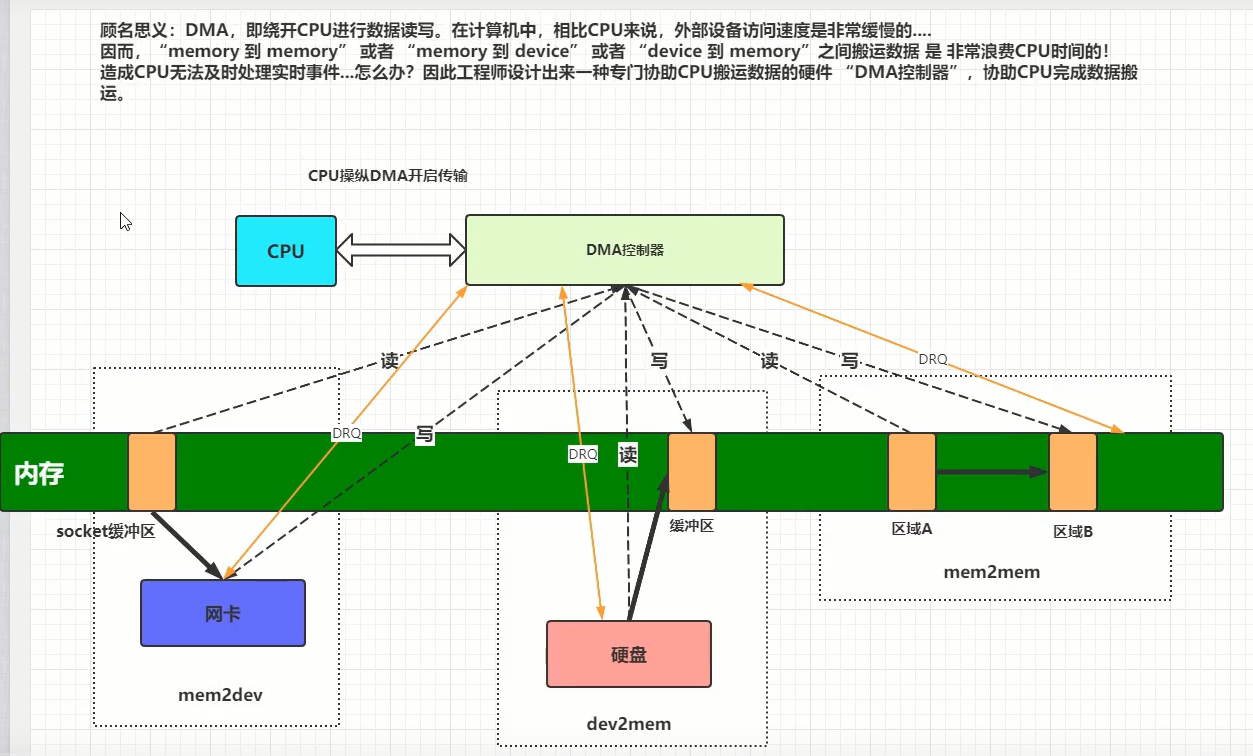 顾名思义：DMA，即绕开CPU进行数据读写。在计算机中，相比CPU来说，外部设备访问速度是非常缓慢的....
因而，“memory 到 memory” 或者 “memory 到 device” 或者 “device 到 memory”之间搬运数据 是 非常浪费CPU时间的！
造成CPU无法及时处理实时事件...怎么办？因此工程师设计出来一种专门协助CPU搬运数据的硬件 “DMA控制器”，协助CPU完成数据搬
运。
CPU操纵DMA开启传输
CPU
DMA控制器
读
写
读
写
DRQ
DRQ
写
DRQ
读
内存
socket缓冲区
缓冲区
区域A
区域B
mem2mem
网卡
硬盘
mem2dev
dev2mem